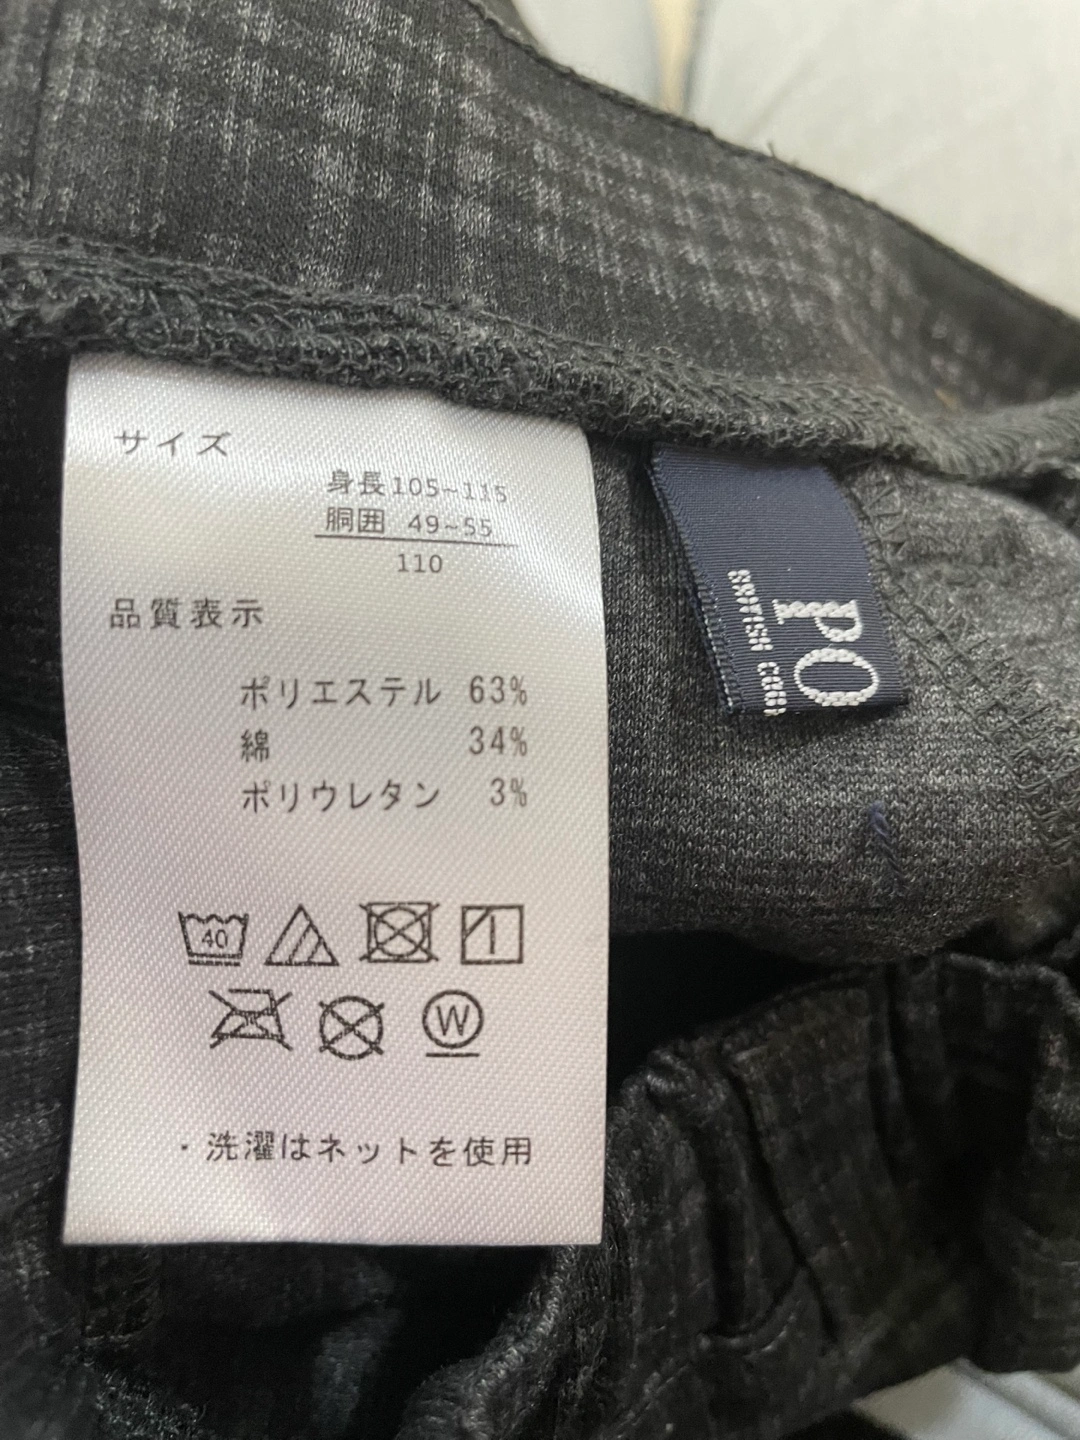 サイズ
身長105~115
胴囲 49~55
110
品質表示
ポリエステル 63%
綿 34%
ポリウレタン 3%
40
W
・洗濯はネットを使用
po
BRITISH